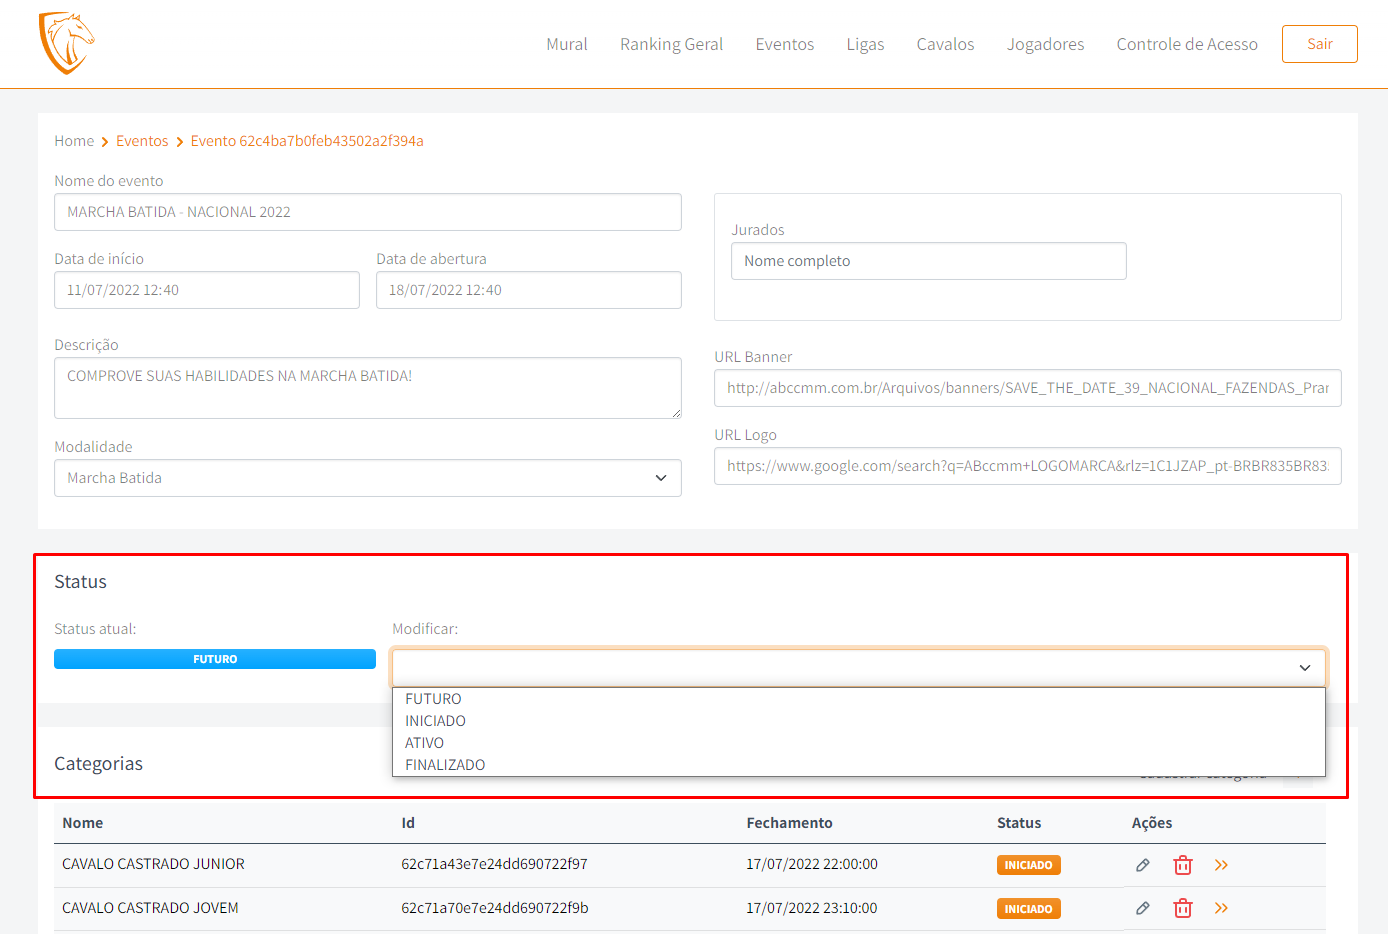 Mural Ranking Geral Eventos Ligas Cavalos Jogadores Controle de Acesso Sair
Home Eventos Evento 62c4ba7b0feb43502a2f394a
Nome do evento
MARCHA BATIDA - NACIONAL 2022
Data de início Data de abertura
11/07/2022 12:40 18/07/2022 12:40
Descrição
COMPROVE SUAS HABILIDADES NA MARCHA BATIDA!
Modalidade
Marcha Batida
Jurados
Nome completo
URL Banner
http://abccmm.com.br/Arquivos/banners/SAVE_THE_DATE_39_NACIONAL_FAZENDAS_Prar
URL Logo
https://www.google.com/search?q=ABccmm+LOGOMARCA&rlz=1C1JZAP_pt-BRBR835BR83
Status
Status atual: Modificar:
FUTURO
FUTURO
INICIADO
ATIVO
FINALIZADO
Categorias
Nome Id Fechamento Status Ações
CAVALO CASTRADO JUNIOR 62c71a43e7e24dd690722f97 17/07/2022 22:00:00 INICIADO
CAVALO CASTRADO JOVEM 62c71a70e7e24dd690722f9b 17/07/2022 23:10:00 INICIADO